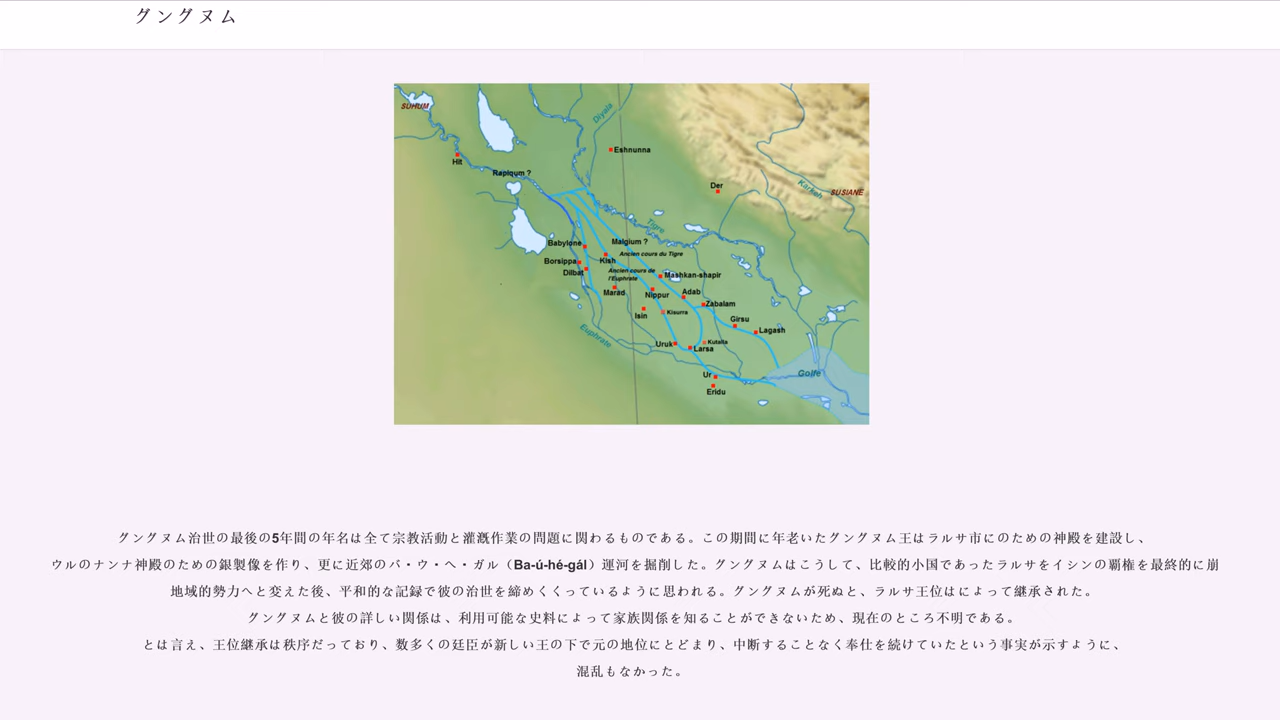 グングヌム
SUHUM
Diyala
Hit
Eshnunna
Rapiqum ?
Der
Karkeh
SUSIANE
Tigre
Malgium ?
Babylone
Ancien cours du Tigre
Kish
Borsippa
Ancien cours de
l'Euphrate
Dilbat
Mashkan-shapir
Marad
Nippur
Adab
Zabalam
Isin
Kisurra
Girsu
Lagash
Euphrate
Uruk
Larsa
Kutalla
Ur
Golfe
Eridu
グングヌム治世の最後の5年間の年名は全て宗教活動と灌漑作業の問題に関わるものである。この期間に年老いたグングヌム王はラルサ市にのための神殿を建設し、
ウルのナンナ神殿のための銀製像を作り、更に近郊のバ・ウ・ヘ・ガル（Ba-ú-hé-gál）運河を掘削した。グングヌムはこうして、比較的小国であったラルサをイシンの覇権を最終的に崩
地域的勢力へと変えた後、平和的な記録で彼の治世を締めくくっているように思われる。グングヌムが死ぬと、ラルサ王位はによって継承された。
グングヌムと彼の詳しい関係は、利用可能な史料によって家族関係を知ることができないため、現在のところ不明である。
とは言え、王位継承は秩序だっており、数多くの廷臣が新しい王の下で元の地位にとどまり、中断することなく奉仕を続けていたという事実が示すように、
混乱もなかった。